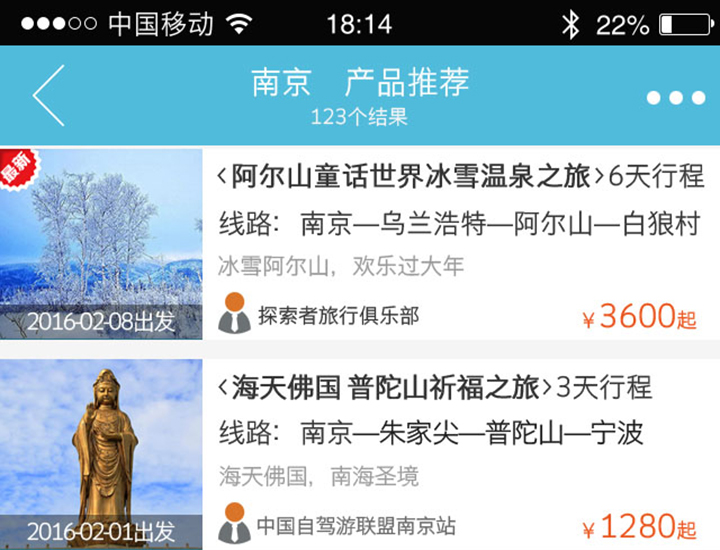 中国移动 18:14 22%
南京 产品推荐
123个结果
最新
<阿尔山童话世界冰雪温泉之旅>6天行程
线路: 南京—乌兰浩特—阿尔山—白狼村
冰雪阿尔山，欢乐过大年
2016-02-08出发
探索者旅行俱乐部
¥3600起
<海天佛国 普陀山祈福之旅>3天行程
线路: 南京—朱家尖—普陀山—宁波
海天佛国，南海圣境
2016-02-01出发
中国自驾游联盟南京站
¥1280起